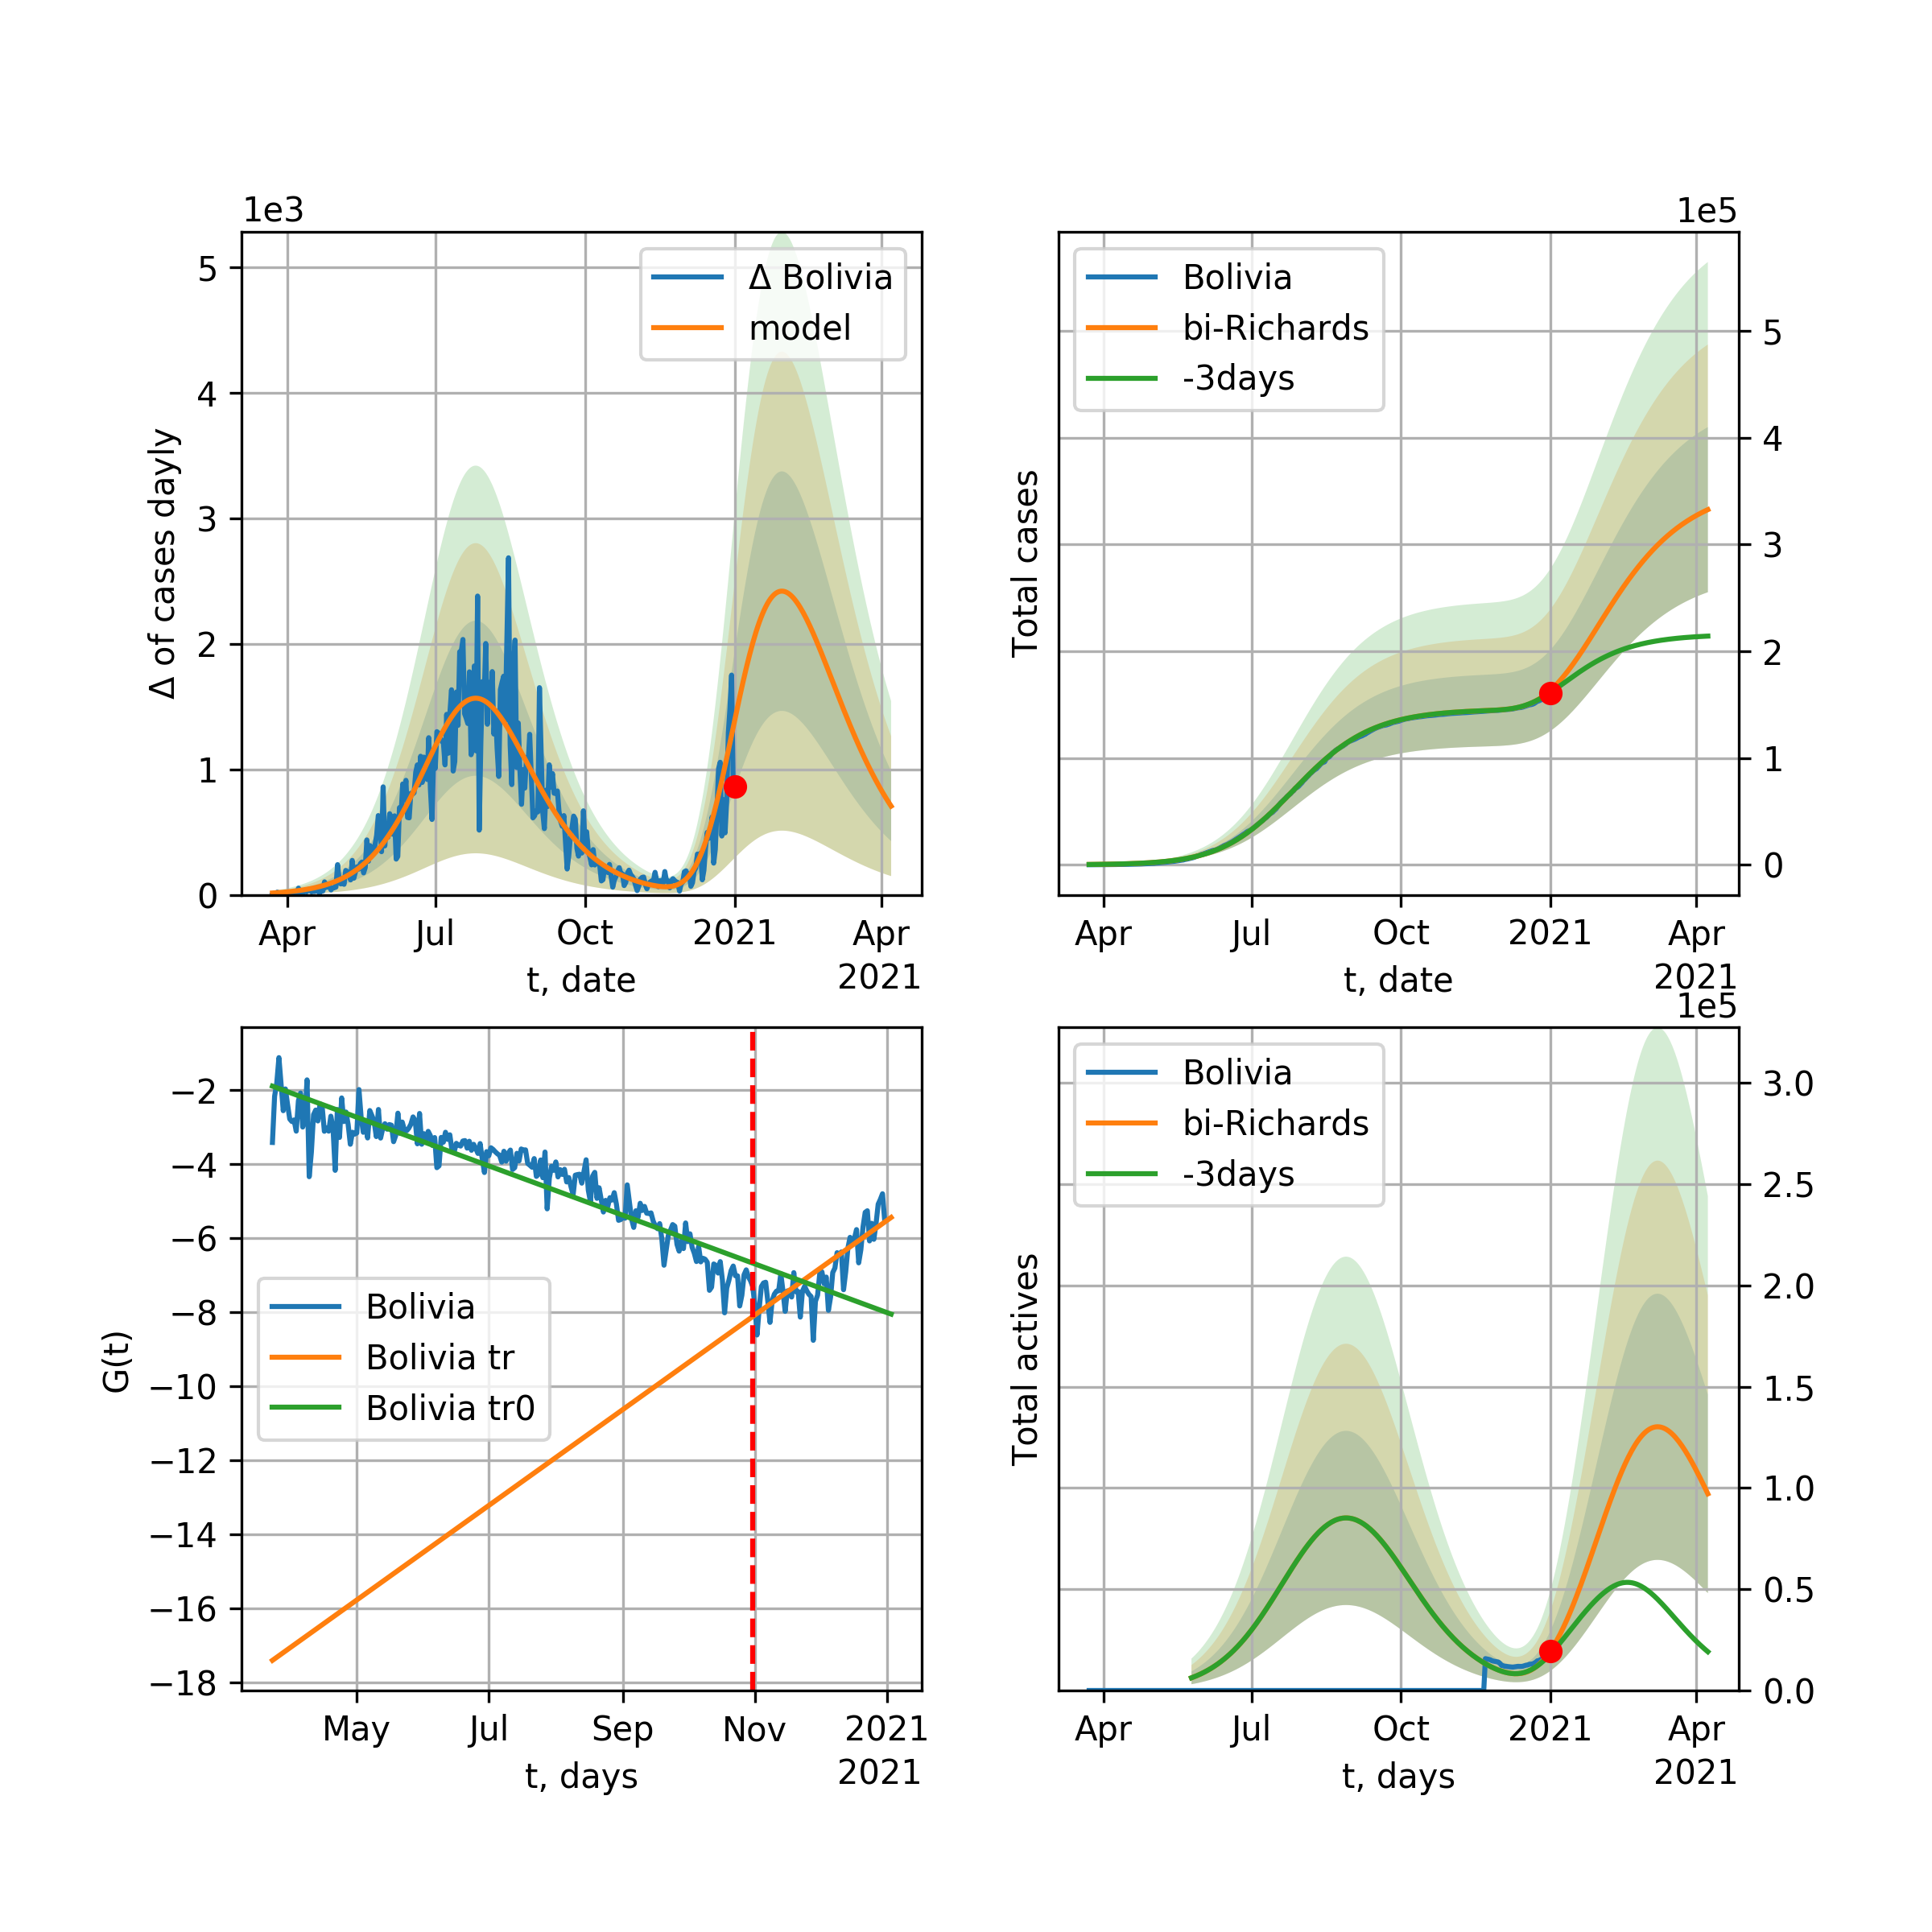 1e3
Δ of cases dayly
5
4
3
2
1
0
Δ Bolivia
model
Apr
Jul
Oct
2021
Apr
t, date
2021
1e5
Total cases
Bolivia
bi-Richards
-3days
5
4
3
2
1
0
Apr
Jul
Oct
2021
Apr
t, date
2021
G(t)
−2
−4
−6
−8
−10
−12
−14
−16
−18
Bolivia
Bolivia tr
Bolivia tr0
May
Jul
Sep
Nov
2021
t, days
2021
1e5
Total actives
Bolivia
bi-Richards
-3days
3.0
2.5
2.0
1.5
1.0
0.5
0.0
Apr
Jul
Oct
2021
Apr
t, days
2021